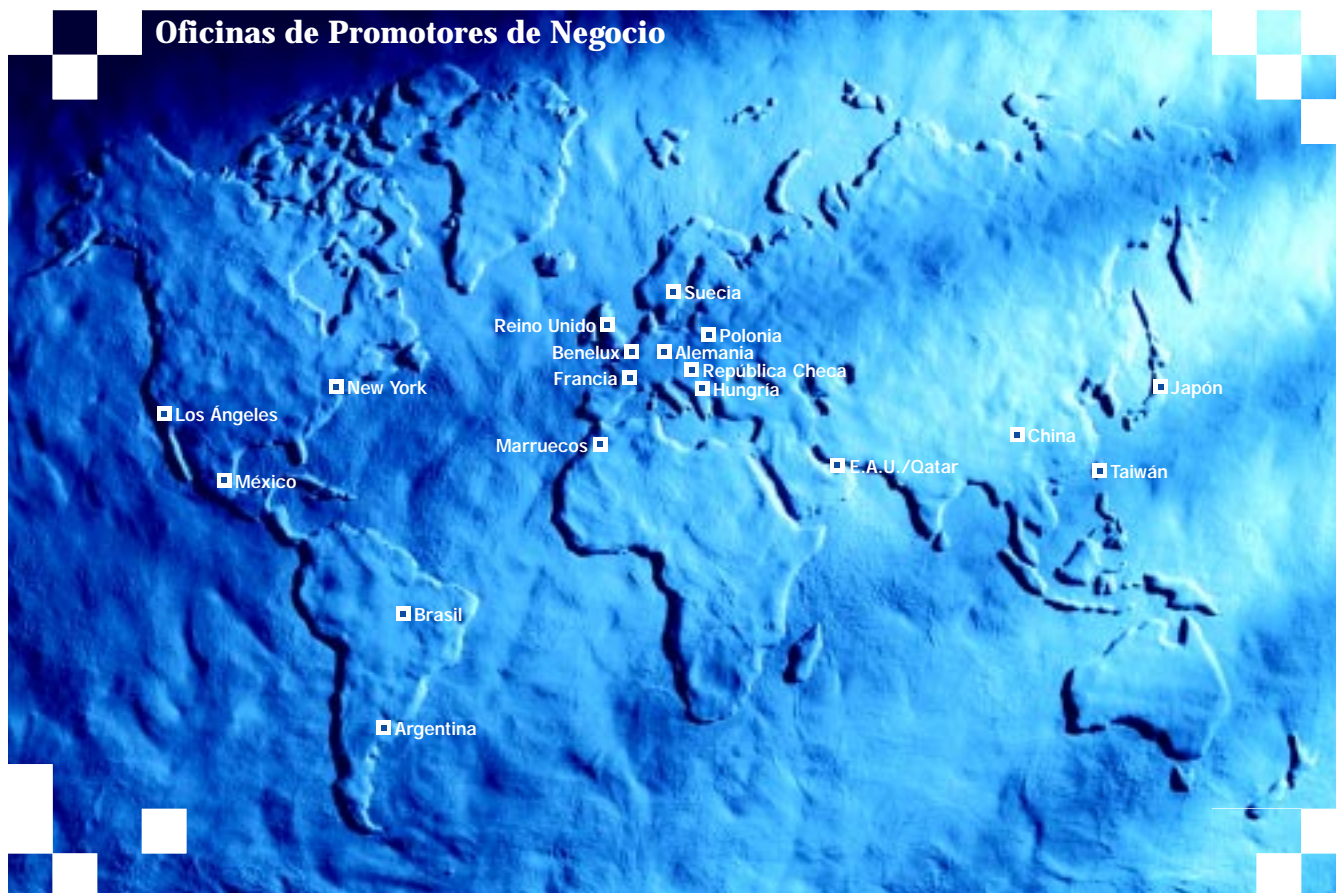 Oficinas de Promotores de Negocio
Suecia
Reino Unido
Polonia
Benelux
Alemania
República Checa
Francia
Hungría
New York
Japón
Los Ángeles
China
Marruecos
E.A.U./Qatar
Taiwán
México
Brasil
Argentina